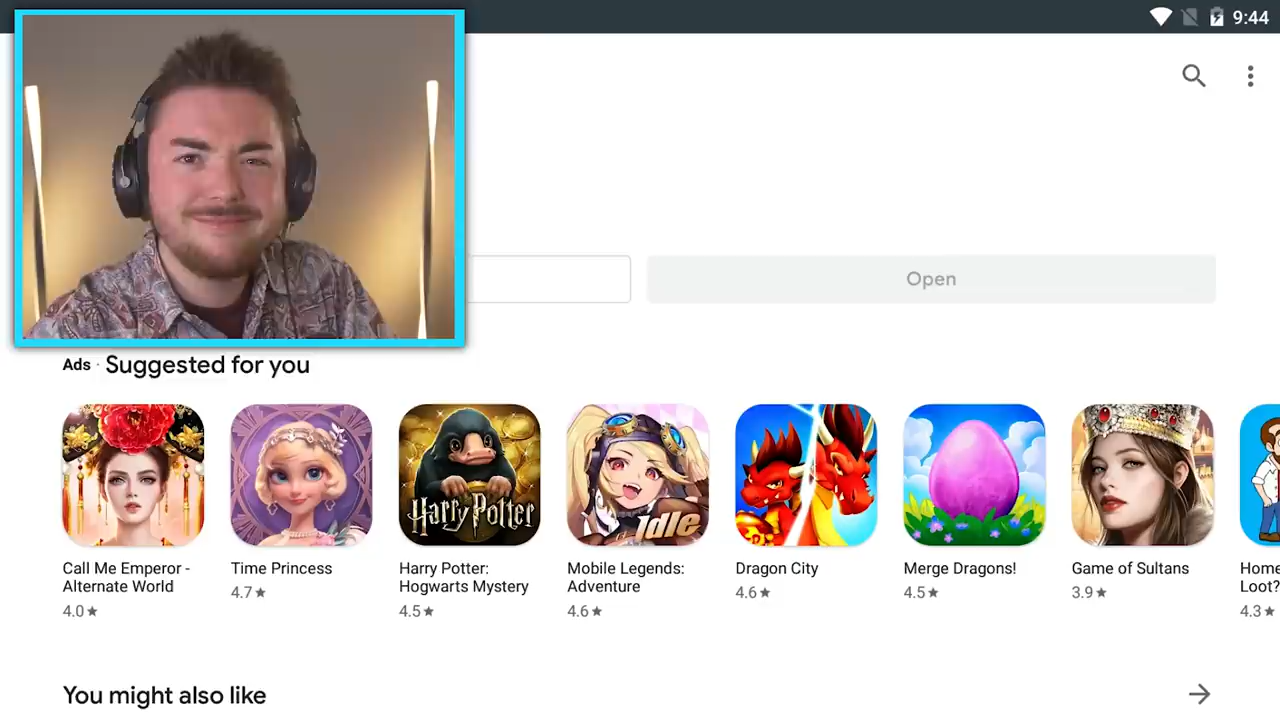 9:44
Open
Ads · Suggested for you
Harry Potter
Idle
Call Me Emperor -
Alternate World
4.0★
Time Princess
4.7★
Harry Potter:
Hogwarts Mystery
4.5★
Mobile Legends:
Adventure
4.6★
Dragon City
4.6★
Merge Dragons!
4.5★
Game of Sultans
3.9★
Home
Loot?
4.3★
You might also like